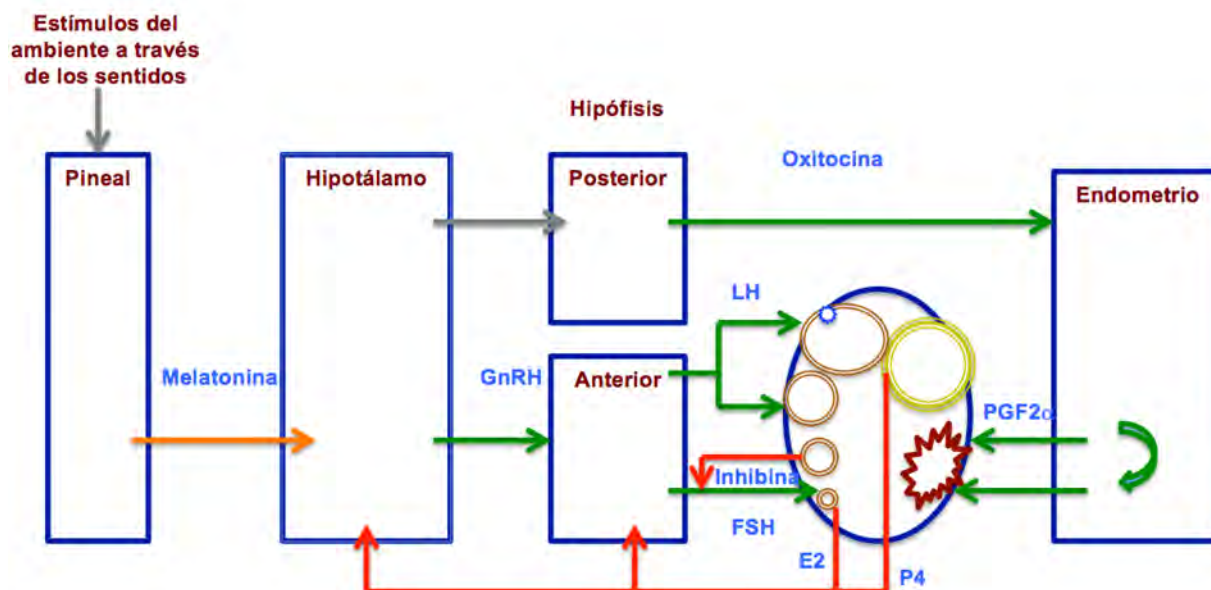 Estímulos del
ambiente a través
de los sentidos
Hipófisis
Oxitocina
Pineal
Hipotálamo
Posterior
Endometrio
LH
Melatonina
GnRH
Anterior
PGF2α
Inhibina
FSH
E2
P4